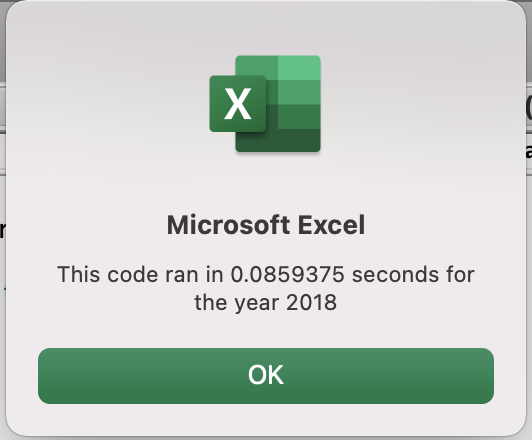 X
Microsoft Excel
This code ran in 0.0859375 seconds for
the year 2018
OK